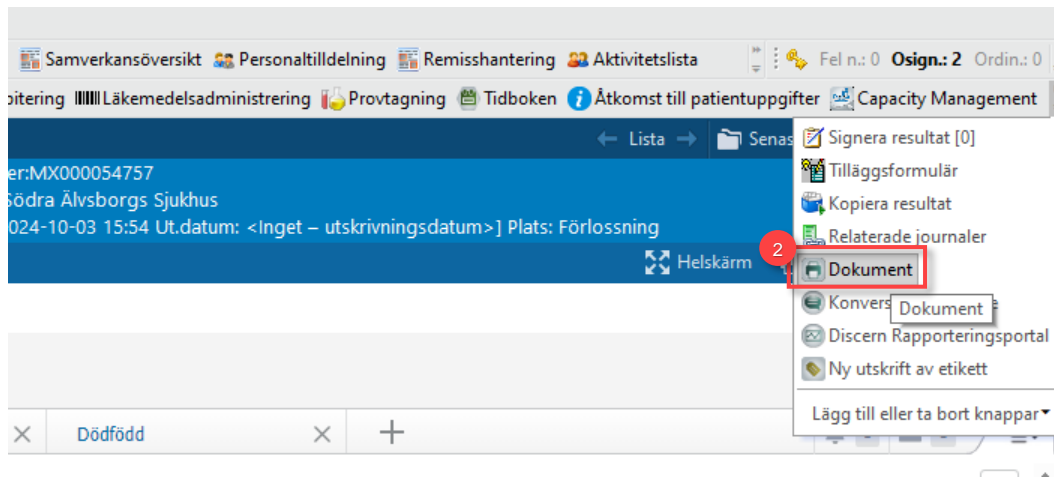 Samverkansöversikt Personaltilldelning Remisshantering Aktivitetslista Fel n.: 0 Osign.: 2 Ordin.: 0
oitering Läkemedelsadministrering Provtagning Tidboken Åtkomst till patientuppgifter Capacity Management
Lista Senas
er:MX000054757
Södra Älvsborgs Sjukhus
024-10-03 15:54 Ut.datum: <Inget – utskrivningsdatum>] Plats: Förlossning
Helskärm
Signera resultat [0]
Tilläggsformulär
Kopiera resultat
Relaterade journaler
2
Dokument
Konvers
Dokument
Discern Rapporteringsportal
Ny utskrift av etikett
Lägg till eller ta bort knappar
Dödfödd